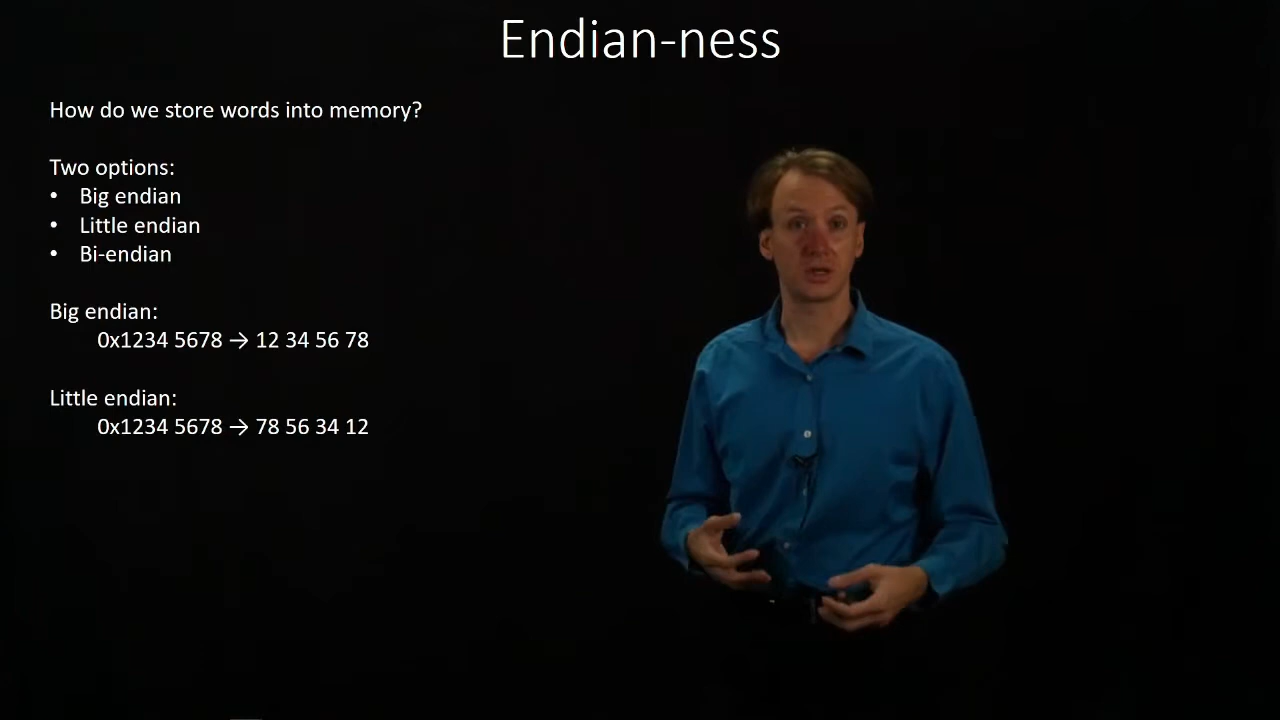 Endian-ness
How do we store words into memory?
Two options:
• Big endian
• Little endian
• Bi-endian
Big endian:
0x1234 5678 → 12 34 56 78
Little endian:
0x1234 5678 → 78 56 34 12